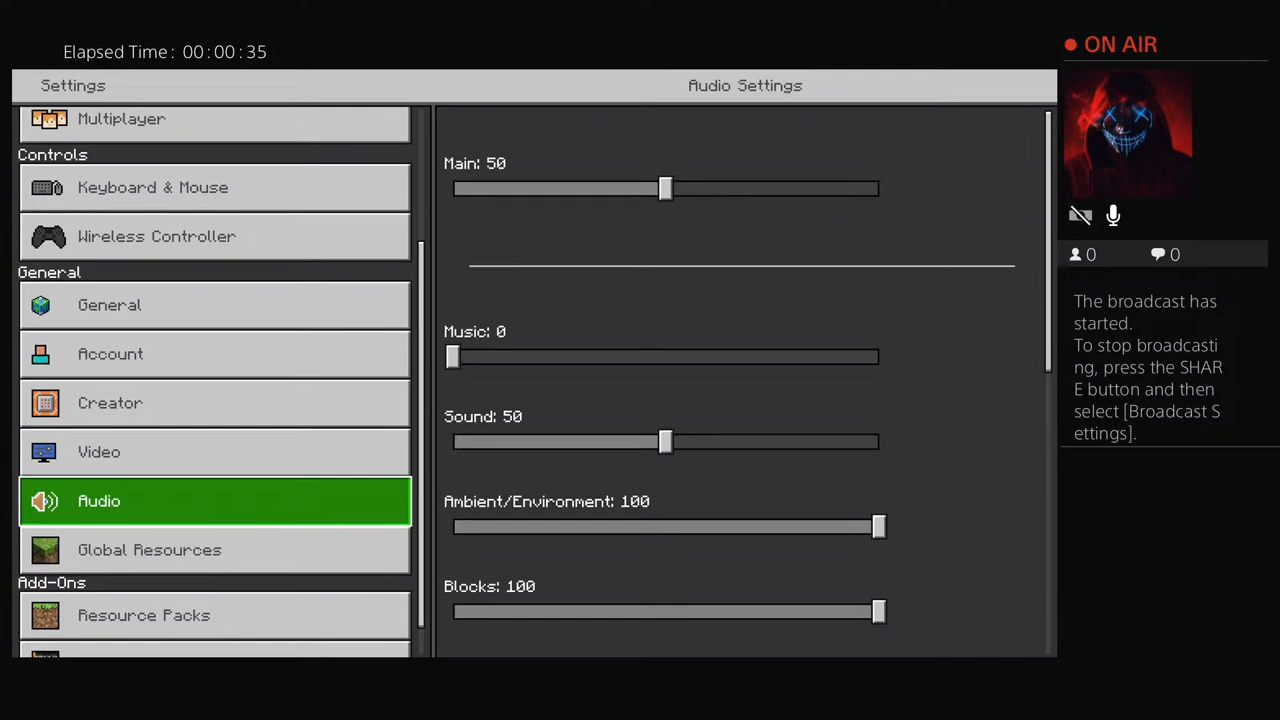 Elapsed Time: 00:00:35
ON AIR
Settings
Audio Settings
Multiplayer
Controls
Keyboard & Mouse
Wireless Controller
General
General
Account
Creator
Video
Audio
Global Resources
Add-Ons
Resource Packs
Main: 50
Music: 0
Sound: 50
Ambient/Environment: 100
Blocks: 100
0 0
The broadcast has
started.
To stop broadcasti
ng, press the SHAR
E button and then
select [Broadcast S
ettings].